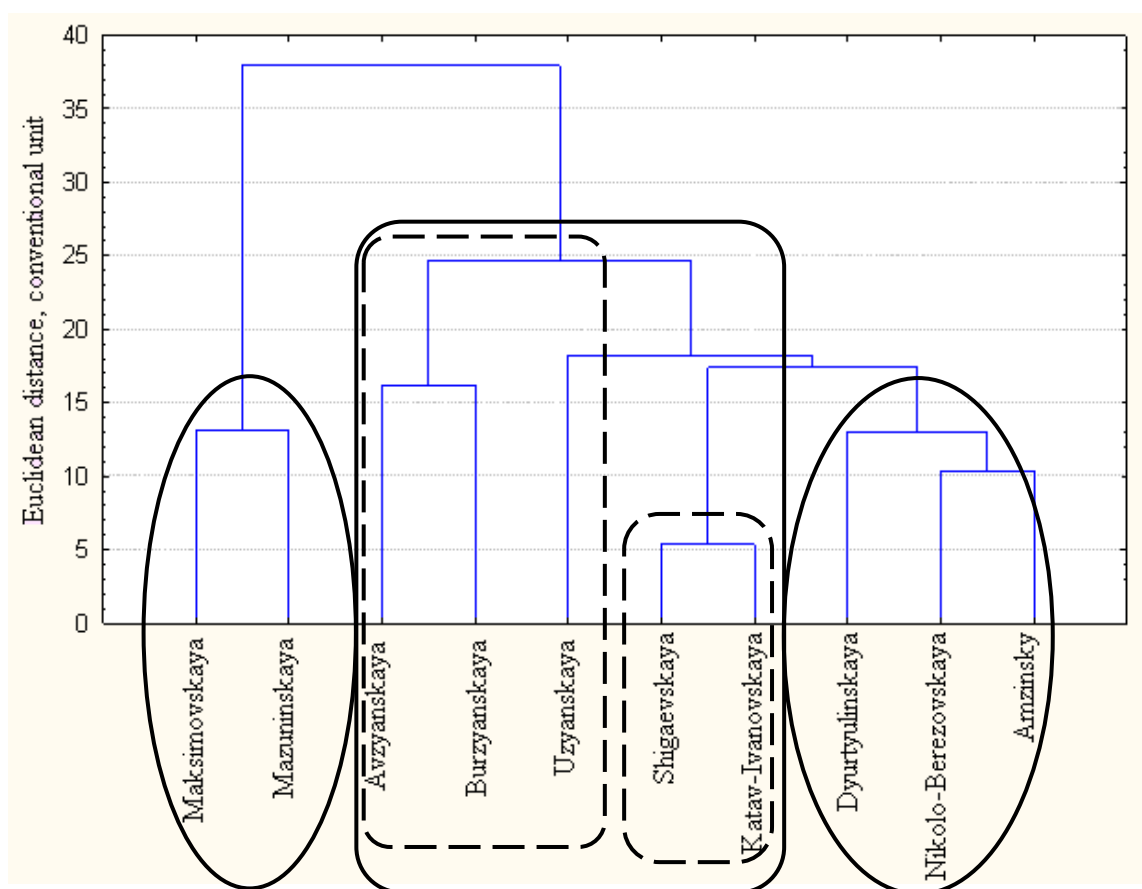 Euclidean distance, conventional unit
40
35
30
25
20
15
10
5
0
Maksimovskaya
Mazuninskaya
Avzyanskaya
Burzyanskaya
Uzyanskaya
Shigaevskaya
Katav-Ivanovskaya
Dyurtyulinskaya
Nikolo-Berezovskaya
Amzinsky